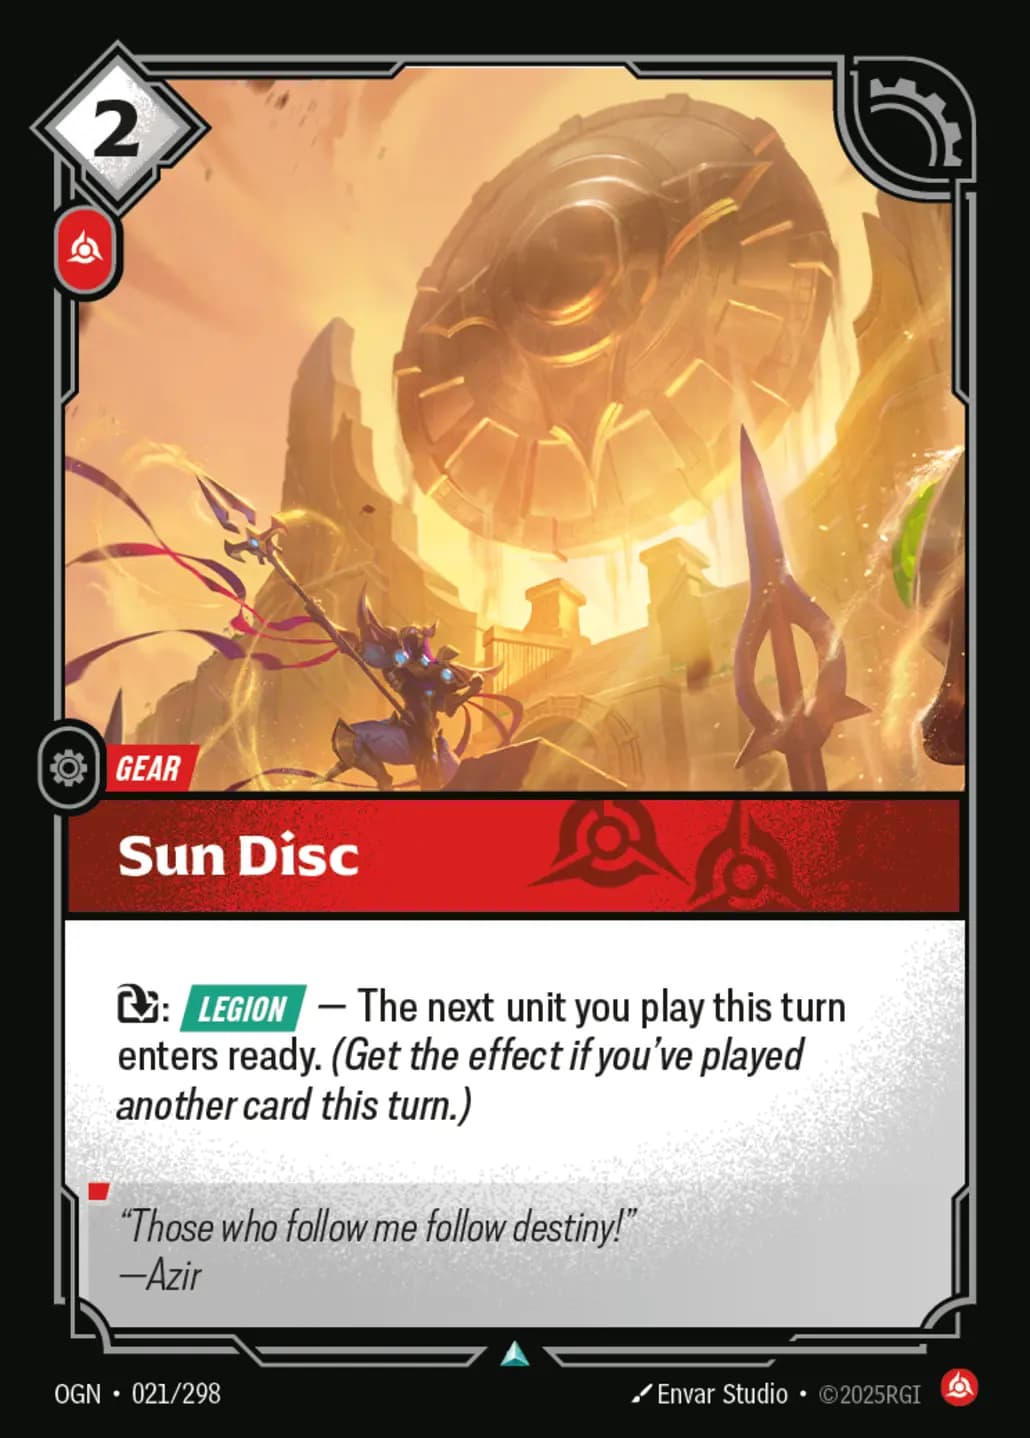 2
GEAR
Sun Disc
: LEGION — The next unit you play this turn
enters ready. (Get the effect if you’ve played
another card this turn.)
“Those who follow me follow destiny!”
—Azir
OGN • 021/298
Envar Studio • ©2025RGI